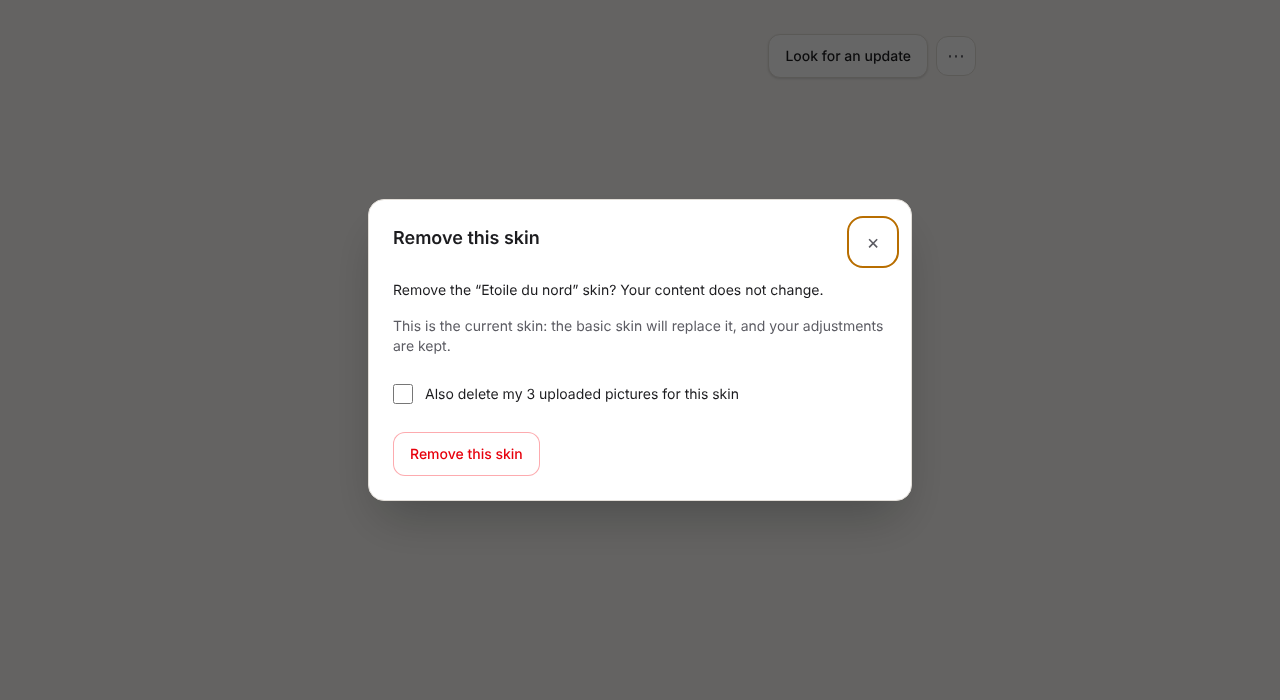 Look for an update
⋯
Remove this skin
×
Remove the “Etoile du nord” skin? Your content does not change.
This is the current skin: the basic skin will replace it, and your adjustments
are kept.
Also delete my 3 uploaded pictures for this skin
Remove this skin